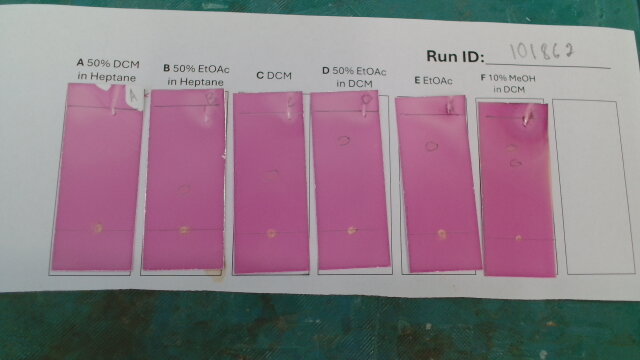 Run ID: 101862
A 50% DCM
in Heptane
B 50% EtOAc
in Heptane
C DCM
D 50% EtOAc
in DCM
E EtOAc
F 10% MeOH
in DCM
A